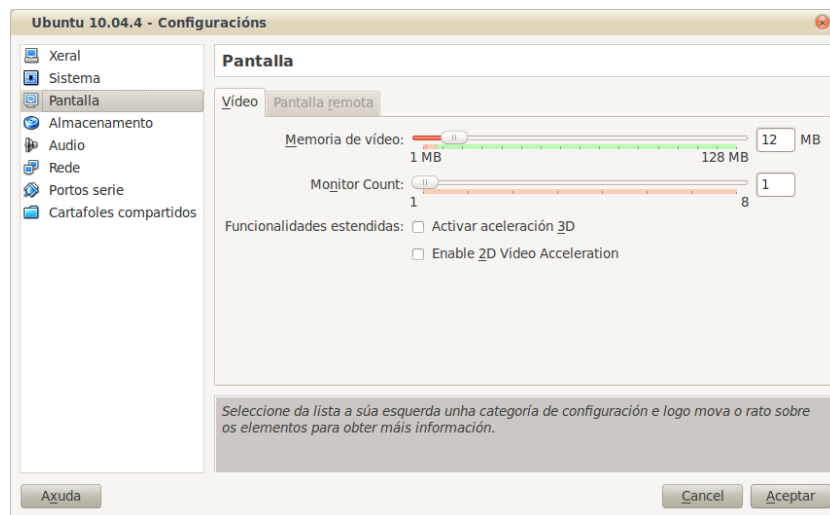 Ubuntu 10.04.4 - Configuracións
Xeral
Sistema
Pantalla
Almacenamento
Audio
Rede
Portos serie
Cartafoles compartidos
Pantalla
Vídeo Pantalla remota
Memoria de vídeo: 12 MB
1 MB 128 MB
Monitor Count: 1
1 8
Funcionalidades estendidas: Activar aceleración 3D
Enable 2D Video Acceleration
Seleccione da lista a súa esquerda unha categoría de configuración e logo mova o rato sobre
os elementos para obter máis información.
Axuda Cancel Aceptar